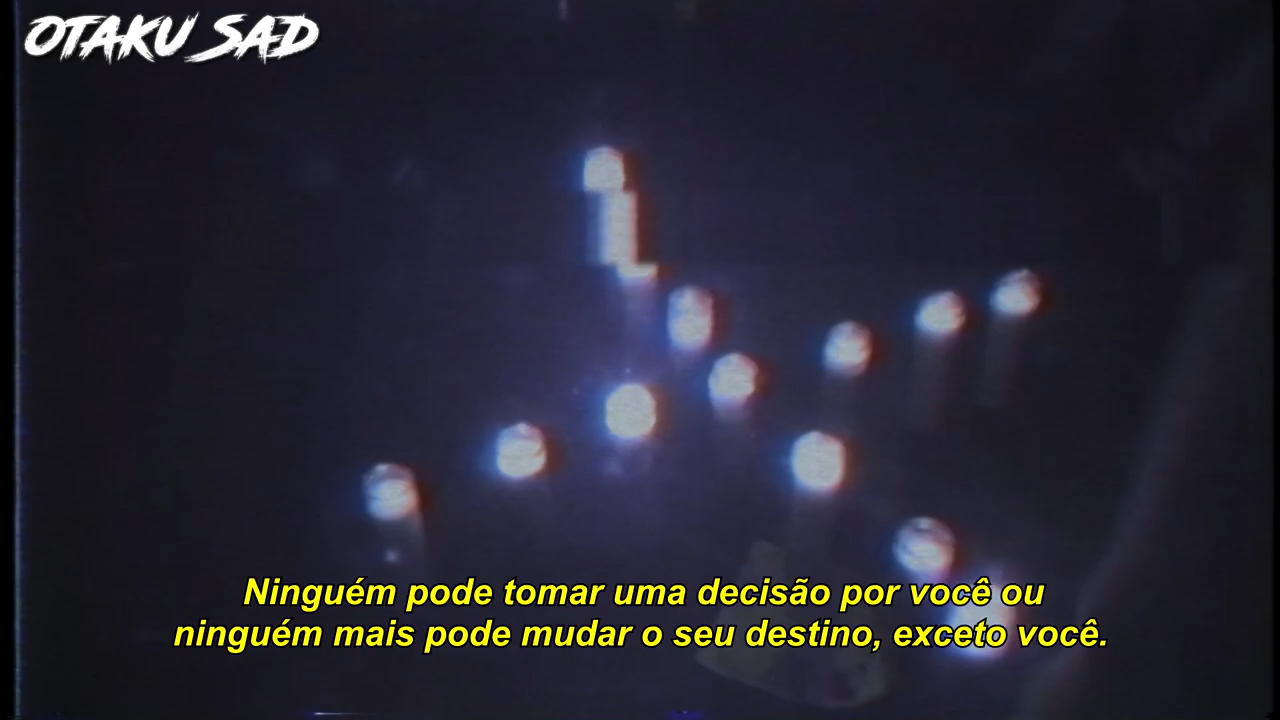 OTAKU SAD
Ninguém pode tomar uma decisão por você ou
ninguém mais pode mudar o seu destino, exceto você.